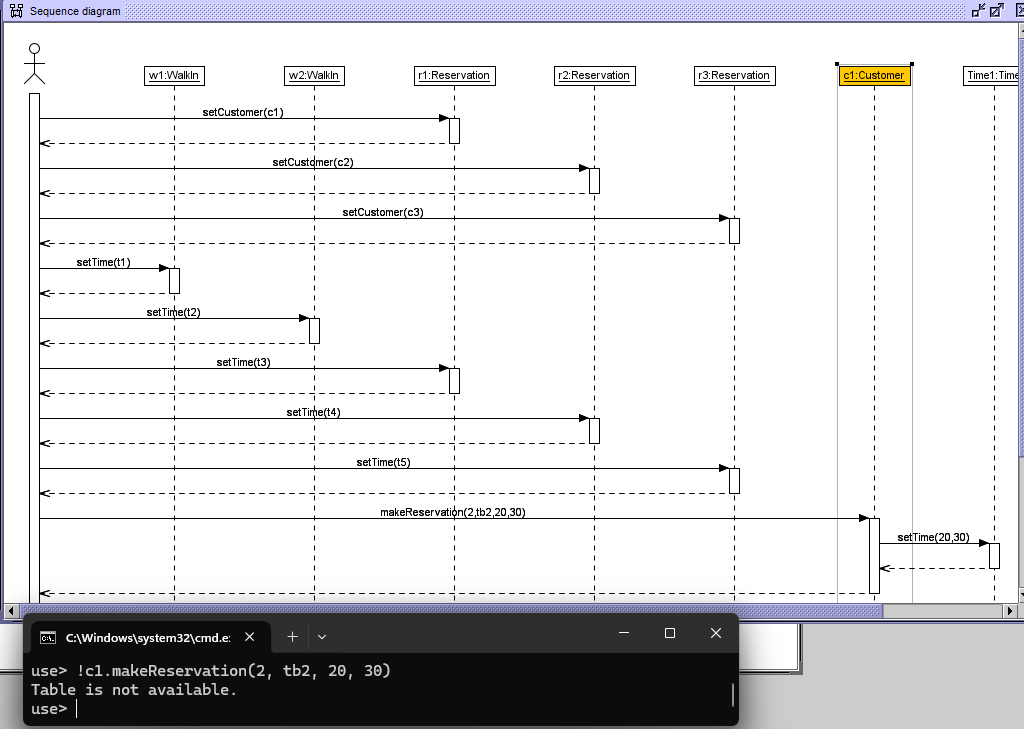 Sequence diagram
w1:WalkIn
w2:WalkIn
r1:Reservation
r2:Reservation
r3:Reservation
c1:Customer
Time1:Time
setCustomer(c1)
setCustomer(c2)
setCustomer(c3)
setTime(t1)
setTime(t2)
setTime(t3)
setTime(t4)
setTime(t5)
makeReservation(2,tb2,20,30)
setTime(20,30)
C:\Windows\system32\cmd.e:
use> !c1.makeReservation(2, tb2, 20, 30)
Table is not available.
use>